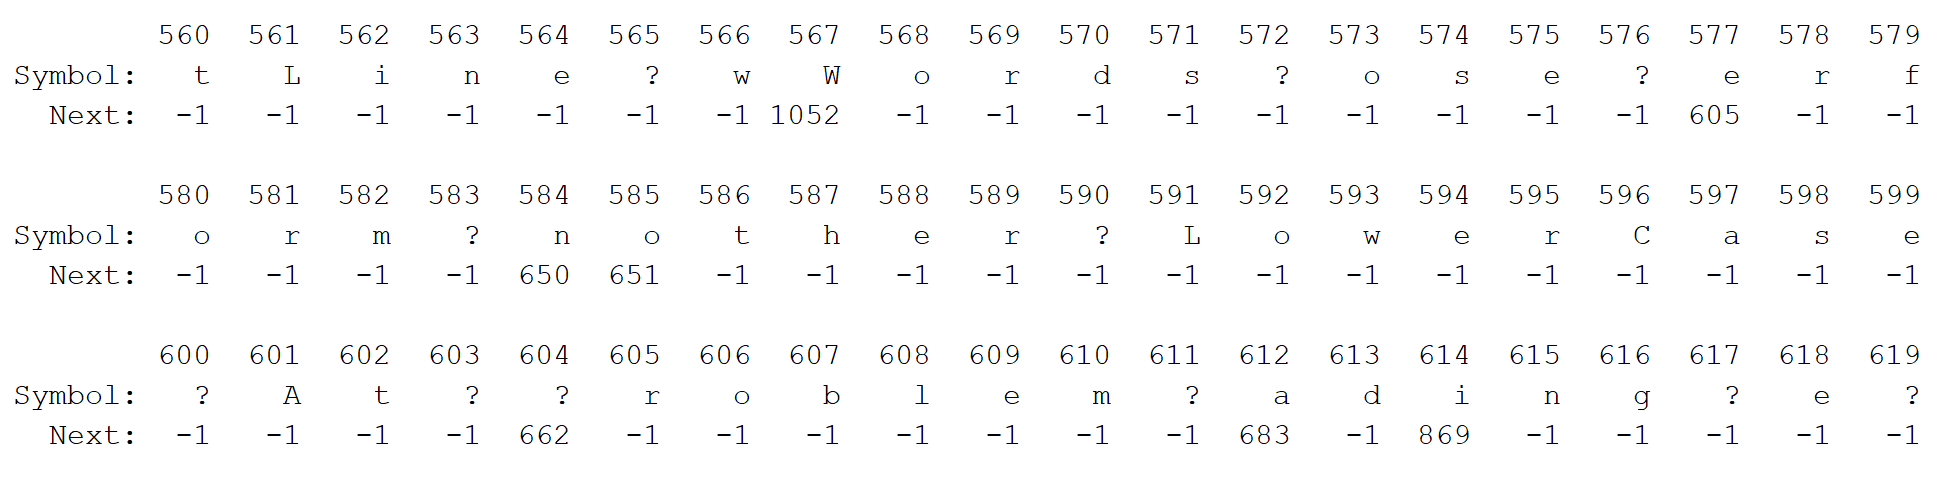 560 561 562 563 564 565 566 567 568 569 570 571 572 573 574 575 576 577 578 579
Symbol: t L i n e ? w W o r d s ? o s e ? e r f
Next: -1 -1 -1 -1 -1 -1 -1 1052 -1 -1 -1 -1 -1 -1 -1 -1 -1 605 -1 -1
580 581 582 583 584 585 586 587 588 589 590 591 592 593 594 595 596 597 598 599
Symbol: o r m ? n o t h e r ? L o w e r C a s e
Next: -1 -1 -1 -1 650 651 -1 -1 -1 -1 -1 -1 -1 -1 -1 -1 -1 -1 -1 -1
600 601 602 603 604 605 606 607 608 609 610 611 612 613 614 615 616 617 618 619
Symbol: ? A t ? ? r o b l e m ? a d i n g ? e ?
Next: -1 -1 -1 -1 662 -1 -1 -1 -1 -1 -1 -1 683 -1 869 -1 -1 -1 -1 -1